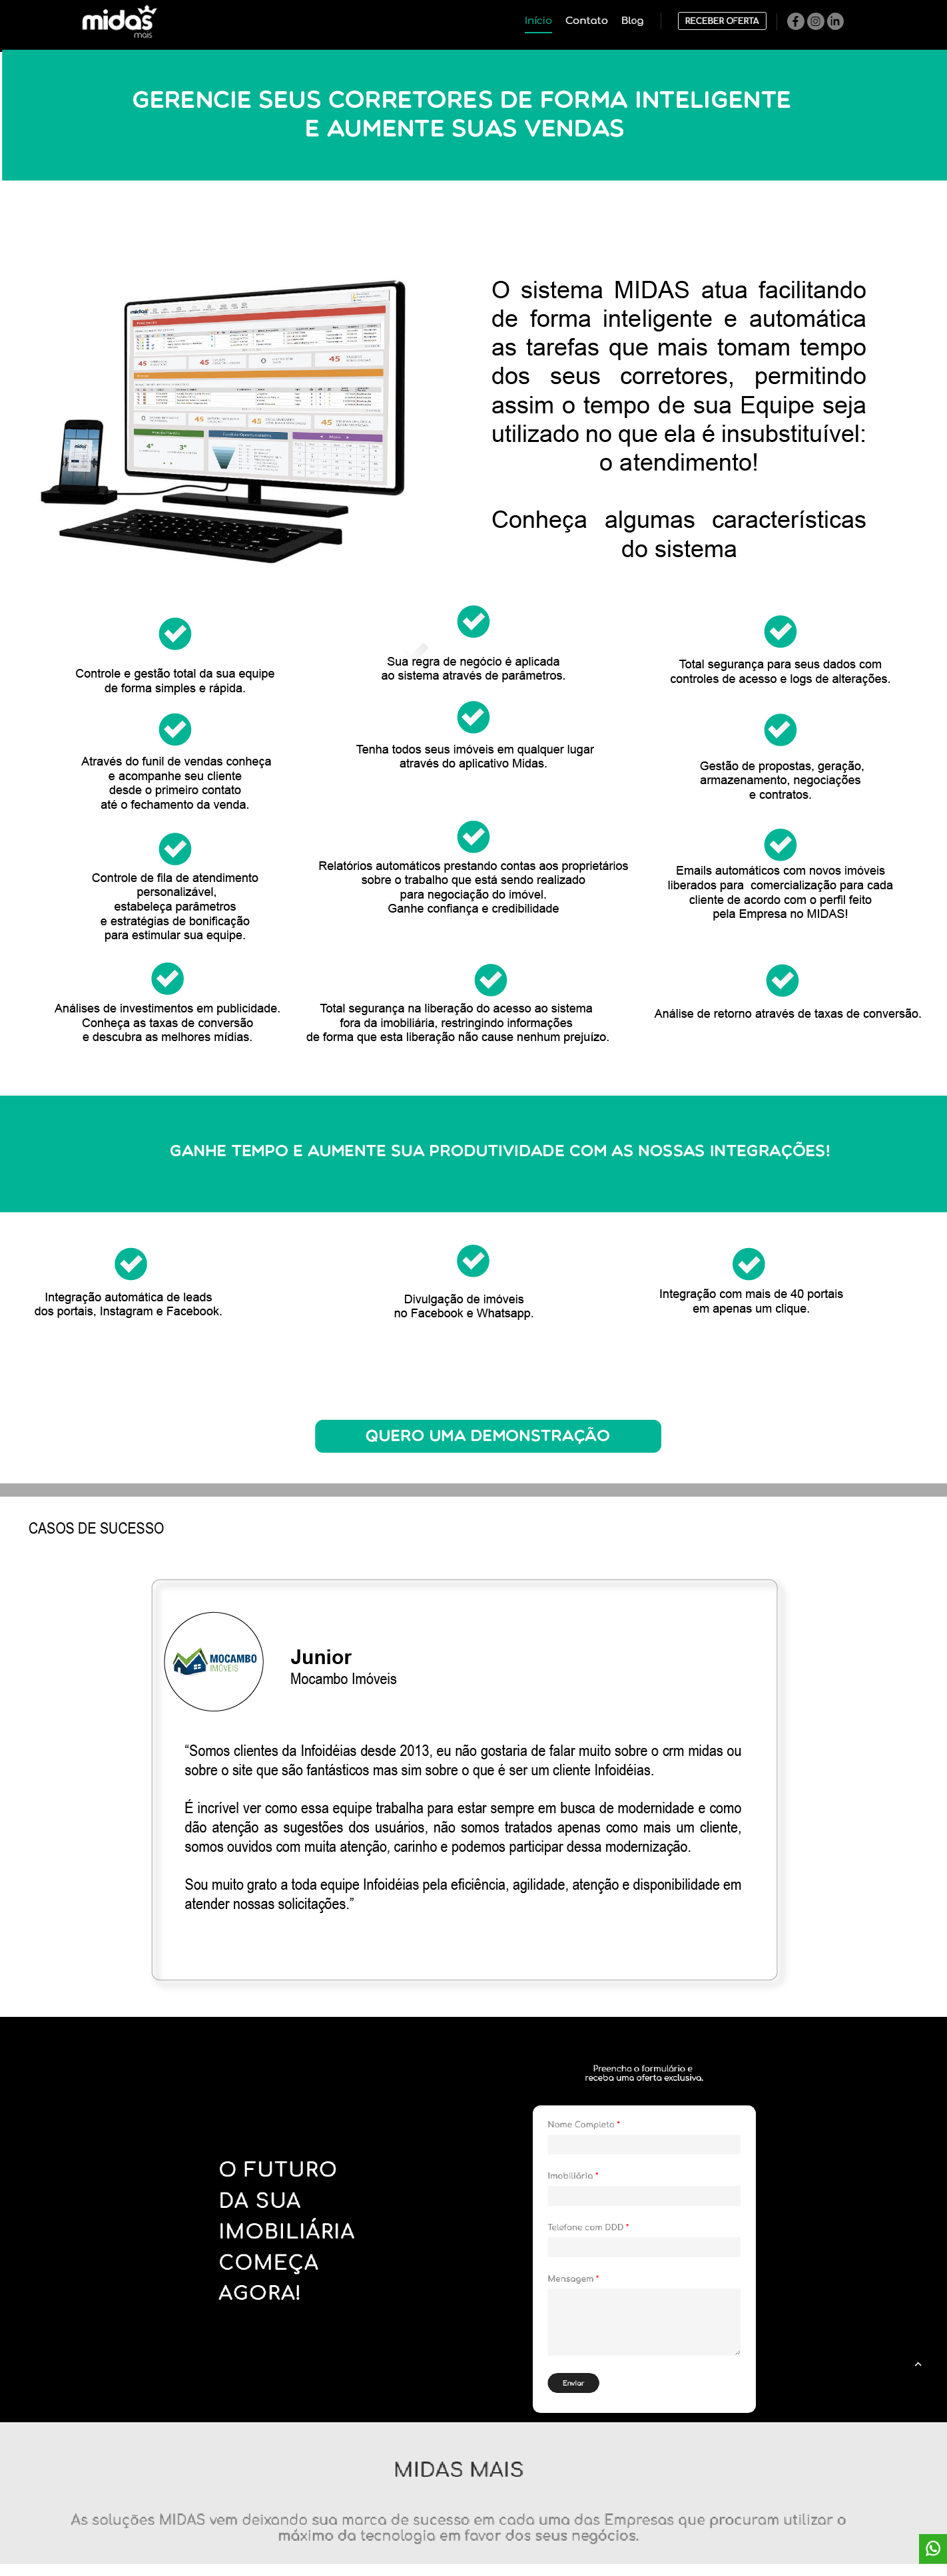 midas
mais
Início Contato Blog RECEBER OFERTA
GERENCIE SEUS CORRETORES DE FORMA INTELIGENTE
E AUMENTE SUAS VENDAS
O sistema MIDAS atua facilitando
de forma inteligente e automática
as tarefas que mais tomam tempo
dos seus corretores, permitindo
assim o tempo de sua Equipe seja
utilizado no que ela é insubstituível:
o atendimento!
Conheça algumas características
do sistema
midas
45
45
0
45
0
45
45
45
Controle e gestão total da sua equipe
de forma simples e rápida.
Sua regra de negócio é aplicada
ao sistema através de parâmetros.
Total segurança para seus dados com
controles de acesso e logs de alterações.
Através do funil de vendas conheça
e acompanhe seu cliente
desde o primeiro contato
até o fechamento da venda.
Tenha todos seus imóveis em qualquer lugar
através do aplicativo Midas.
Gestão de propostas, geração,
armazenamento, negociações
e contratos.
Controle de fila de atendimento
personalizável,
estabeleça parâmetros
e estratégias de bonificação
para estimular sua equipe.
Relatórios automáticos prestando contas aos proprietários
sobre o trabalho que está sendo realizado
para negociação do imóvel.
Ganhe confiança e credibilidade
Emails automáticos com novos imóveis
liberados para comercialização para cada
cliente de acordo com o perfil feito
pela Empresa no MIDAS!
Análises de investimentos em publicidade.
Conheça as taxas de conversão
e descubra as melhores mídias.
Total segurança na liberação do acesso ao sistema
fora da imobiliária, restringindo informações
de forma que esta liberação não cause nenhum prejuízo.
Análise de retorno através de taxas de conversão.
GANHE TEMPO E AUMENTE SUA PRODUTIVIDADE COM AS NOSSAS INTEGRAÇÕES!
Integração automática de leads
dos portais, Instagram e Facebook.
Divulgação de imóveis
no Facebook e Whatsapp.
Integração com mais de 40 portais
em apenas um clique.
QUERO UMA DEMONSTRAÇÃO
CASOS DE SUCESSO
MOCAMBO
IMÓVEIS
Junior
Mocambo Imóveis
“Somos clientes da Infoidéias desde 2013, eu não gostaria de falar muito sobre o crm midas ou
sobre o site que são fantásticos mas sim sobre o que é ser um cliente Infoidéias.
É incrível ver como essa equipe trabalha para estar sempre em busca de modernidade e como
dão atenção as sugestões dos usuários, não somos tratados apenas como mais um cliente,
somos ouvidos com muita atenção, carinho e podemos participar dessa modernização.
Sou muito grato a toda equipe Infoidéias pela eficiência, agilidade, atenção e disponibilidade em
atender nossas solicitações.”
O FUTURO
DA SUA
IMOBILIÁRIA
COMEÇA
AGORA!
Preencha o formulário e
receba uma oferta exclusiva.
Nome Completo *
Imobiliária *
Telefone com DDD *
Mensagem *
Enviar
MIDAS MAIS
As soluções MIDAS vem deixando sua marca de sucesso em cada uma das Empresas que procuram utilizar o
máximo da tecnologia em favor dos seus negócios.